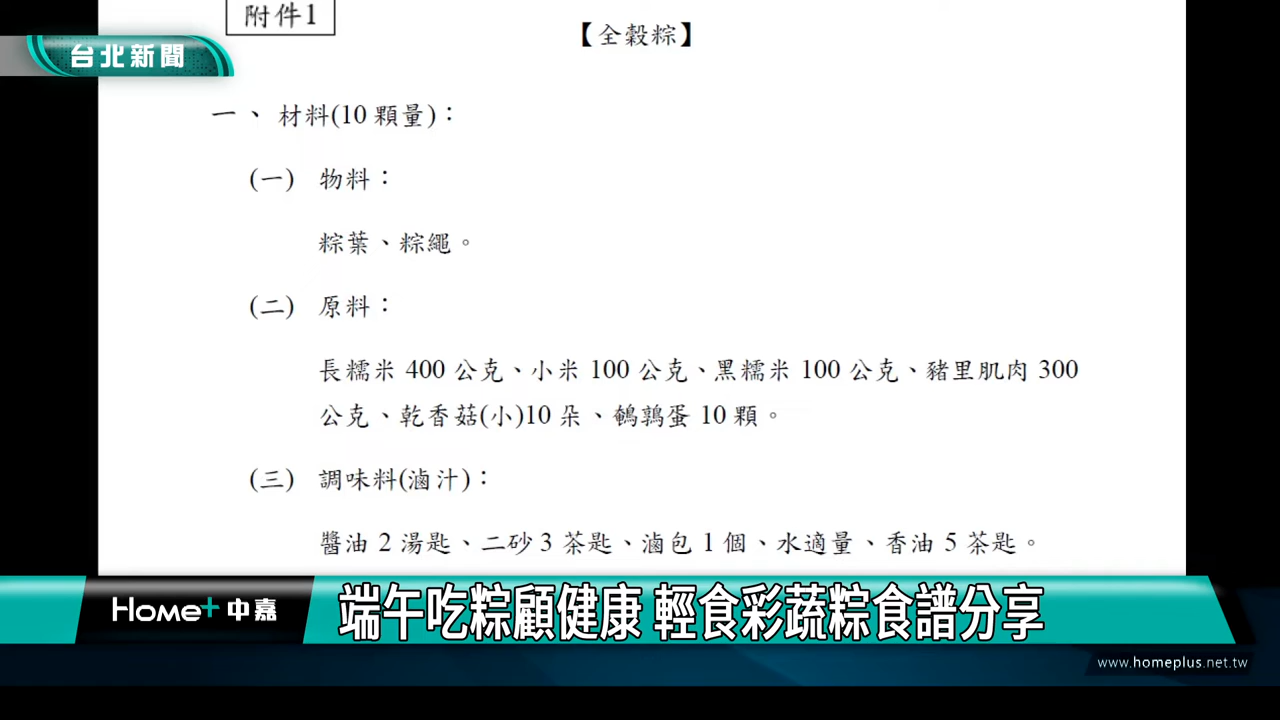 附件1
【全穀粽】
台北新聞
一、材料(10顆量)：
(一) 物料：
粽葉、粽繩。
(二) 原料：
長糯米 400 公克、小米 100 公克、黑糯米 100 公克、豬里肌肉 300
公克、乾香菇(小)10 朵、鵪鶉蛋 10 顆。
(三) 調味料(滷汁)：
醬油 2 湯匙、二砂 3 茶匙、滷包 1 個、水適量、香油 5 茶匙。
Home+中嘉
端午吃粽顧健康 輕食彩蔬粽食譜分享
www.homeplus.net.tw